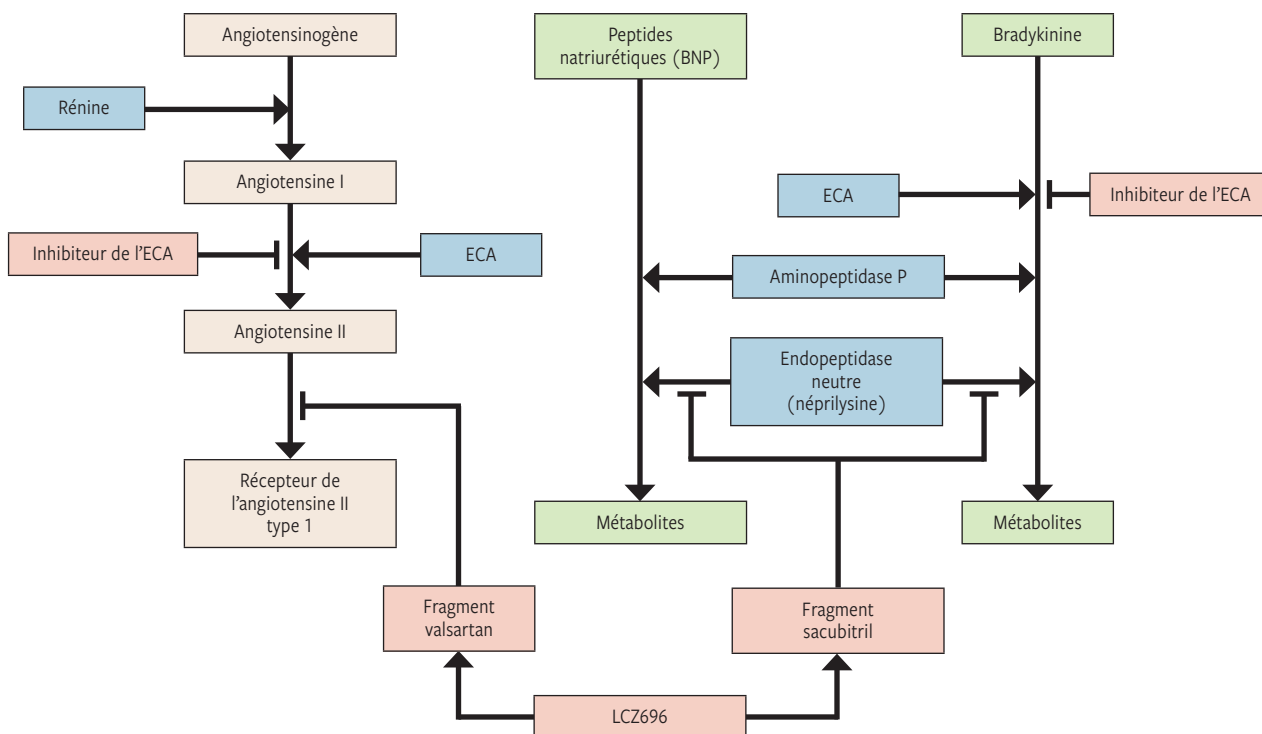 Angiotensinogène
Peptides
natriurétiques (BNP)
Bradykinine
Rénine
Angiotensine I
ECA
Inhibiteur de l'ECA
Inhibiteur de l'ECA
ECA
Aminopeptidase P
Angiotensine II
Endopeptidase
neutre
(néprilysine)
Récepteur de
l'angiotensine II
type 1
Métabolites
Métabolites
Fragment
valsartan
Fragment
sacubitril
LCZ696